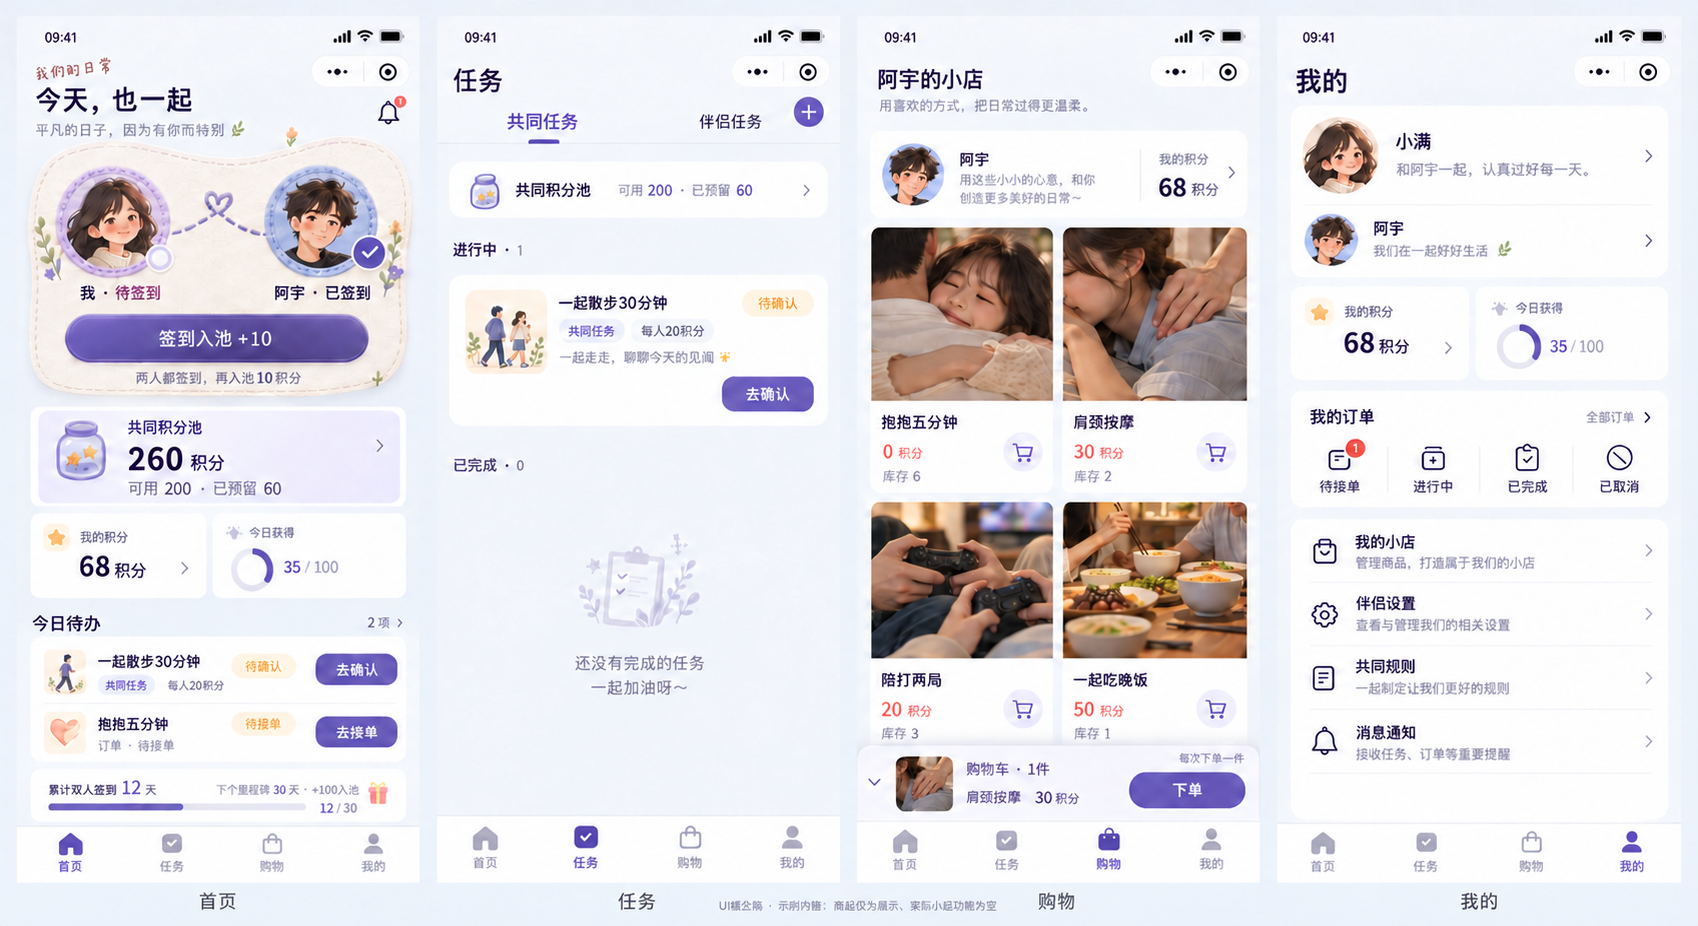 09:41
我们的日常
今天，也一起
平凡的日子，因为有你而特别
1
我 · 待签到
阿宇 · 已签到
签到入池 +10
两人都签到，再入池10积分
共同积分池
260 积分
可用 200 · 已预留 60
我的积分
68 积分
今日获得
35 / 100
今日待办
2 项
一起散步30分钟
待确认
去确认
共同任务
每人20积分
抱抱五分钟
待接单
去接单
订单 · 待接单
累计双人签到 12 天
下个里程碑 30 天 · +100入池
12 / 30
首页
任务
购物
我的
首页
09:41
任务
共同任务
伴侣任务
共同积分池
可用 200 · 已预留 60
进行中 · 1
一起散步30分钟
待确认
共同任务
每人20积分
一起走走，聊聊今天的见闻
去确认
已完成 · 0
还没有完成的任务
一起加油呀～
首页
任务
购物
我的
任务
09:41
阿宇的小店
用喜欢的方式，把日常过得更温柔。
阿宇
用这些小小的心意，和你
创造更多美好的日常～
我的积分
68 积分
抱抱五分钟
0 积分
库存 6
肩颈按摩
30 积分
库存 2
陪打两局
20 积分
库存 3
一起吃晚饭
50 积分
库存 1
每次下单一件
购物车 · 1件
肩颈按摩 30 积分
下单
首页
任务
购物
我的
购物
09:41
我的
小满
和阿宇一起，认真过好每一天。
阿宇
我们在一起好好生活
我的积分
68 积分
今日获得
35 / 100
我的订单
全部订单
1
待接单
进行中
已完成
已取消
我的小店
管理商品，打造属于我们的小店
伴侣设置
查看与管理我们的相关设置
共同规则
一起制定让我们更好的规则
消息通知
接收任务、订单等重要提醒
首页
任务
购物
我的
我的